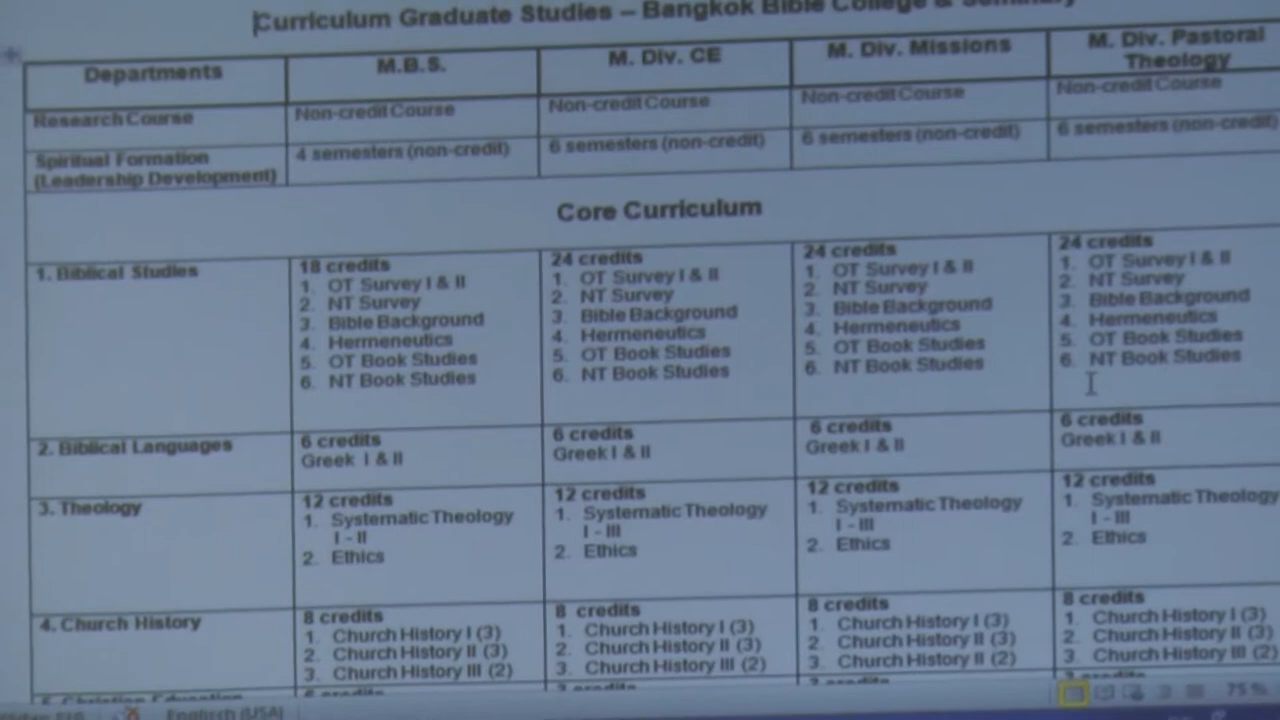 Curriculum Graduate Studies – Bangkok Bible College & Seminary
Departments M.B.S. M. Div. CE M. Div. Missions M. Div. Pastoral Theology
Research Course Non-credit Course Non-credit Course Non-credit Course Non-credit Course
Spiritual Formation (Leadership Development) 4 semesters (non-credit) 6 semesters (non-credit) 6 semesters (non-credit) 6 semesters (non-credit)
Core Curriculum
1. Biblical Studies
18 credits
1. OT Survey I & II
2. NT Survey
3. Bible Background
4. Hermeneutics
5. OT Book Studies
6. NT Book Studies
24 credits
1. OT Survey I & II
2. NT Survey
3. Bible Background
4. Hermeneutics
5. OT Book Studies
6. NT Book Studies
24 credits
1. OT Survey I & II
2. NT Survey
3. Bible Background
4. Hermeneutics
5. OT Book Studies
6. NT Book Studies
24 credits
1. OT Survey I & II
2. NT Survey
3. Bible Background
4. Hermeneutics
5. OT Book Studies
6. NT Book Studies
2. Biblical Languages
6 credits
Greek I & II
6 credits
Greek I & II
6 credits
Greek I & II
6 credits
Greek I & II
3. Theology
12 credits
1. Systematic Theology
I - II
2. Ethics
12 credits
1. Systematic Theology
I - III
2. Ethics
12 credits
1. Systematic Theology
I - III
2. Ethics
12 credits
1. Systematic Theology
I - III
2. Ethics
4. Church History
8 credits
1. Church History I (3)
2. Church History II (3)
3. Church History III (2)
8 credits
1. Church History I (3)
2. Church History II (3)
3. Church History III (2)
8 credits
1. Church History I (3)
2. Church History II (3)
3. Church History II (2)
8 credits
1. Church History I (3)
2. Church History II (3)
3. Church History III (2)
5. Christian Education
credits
credits
credits
credits
Englisch (USA)
75%